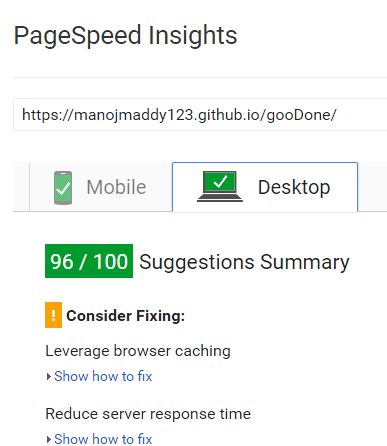 PageSpeed Insights
https://manojmaddy123.github.io/gooDone/
Mobile Desktop
96 / 100 Suggestions Summary
! Consider Fixing:
Leverage browser caching
Show how to fix
Reduce server response time
Show how to fix